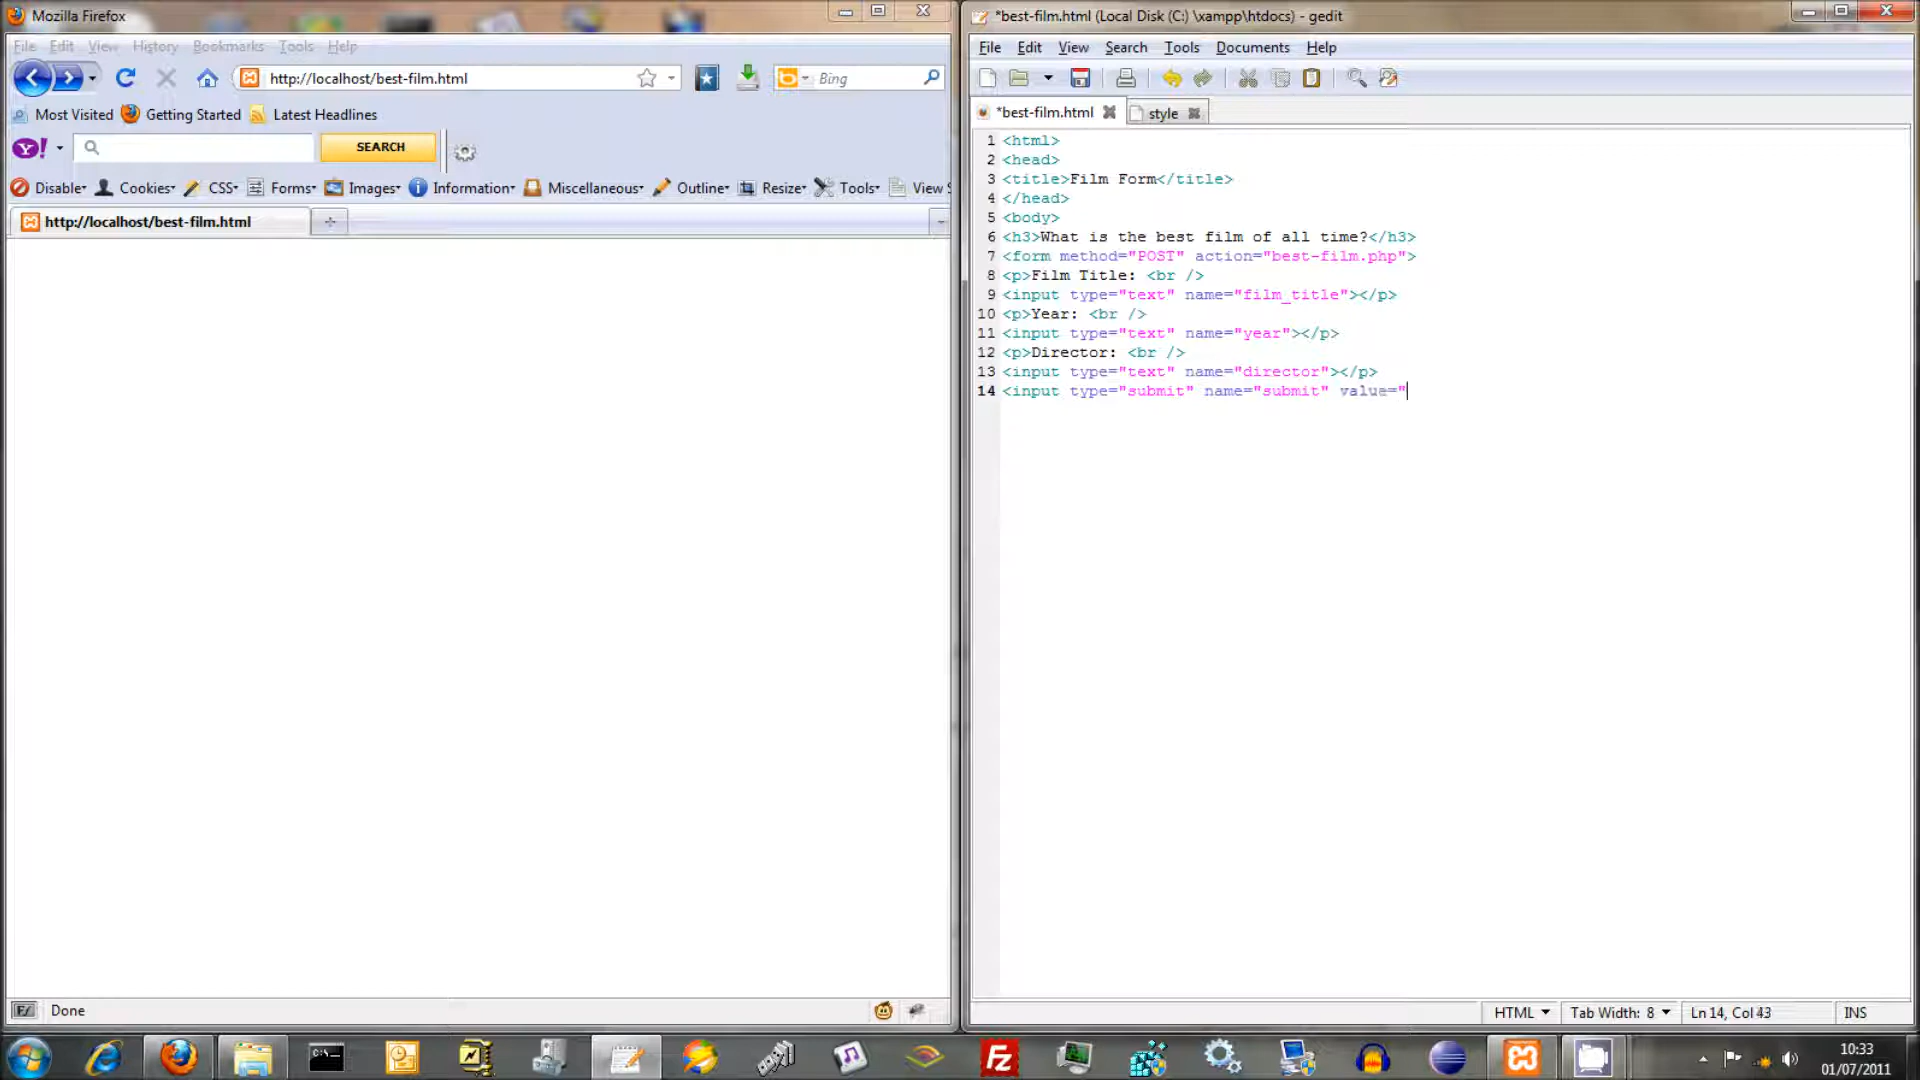 Mozilla Firefox
File Edit View History Bookmarks Tools Help
http://localhost/best-film.html
Bing
Most Visited Getting Started Latest Headlines
Y! SEARCH
Disable Cookies CSS Forms Images Information Miscellaneous Outline Resize Tools View S
http://localhost/best-film.html
Done
*best-film.html (Local Disk (C:) \xampp\htdocs) - gedit
File Edit View Search Tools Documents Help
*best-film.html style
1 <html>
2 <head>
3 <title>Film Form</title>
4 </head>
5 <body>
6 <h3>What is the best film of all time?</h3>
7 <form method="POST" action="best-film.php">
8 <p>Film Title: <br />
9 <input type="text" name="film_title"></p>
10 <p>Year: <br />
11 <input type="text" name="year"></p>
12 <p>Director: <br />
13 <input type="text" name="director"></p>
14 <input type="submit" name="submit" value="
HTML Tab Width: 8 Ln 14, Col 43 INS
10:33
01/07/2011